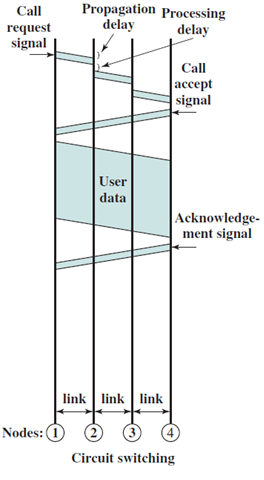 Call
request
signal
Propagation
delay
Processing
delay
Call
accept
signal
User
data
Acknowledge-
ment signal
link link link
Nodes: 1 2 3 4
Circuit switching